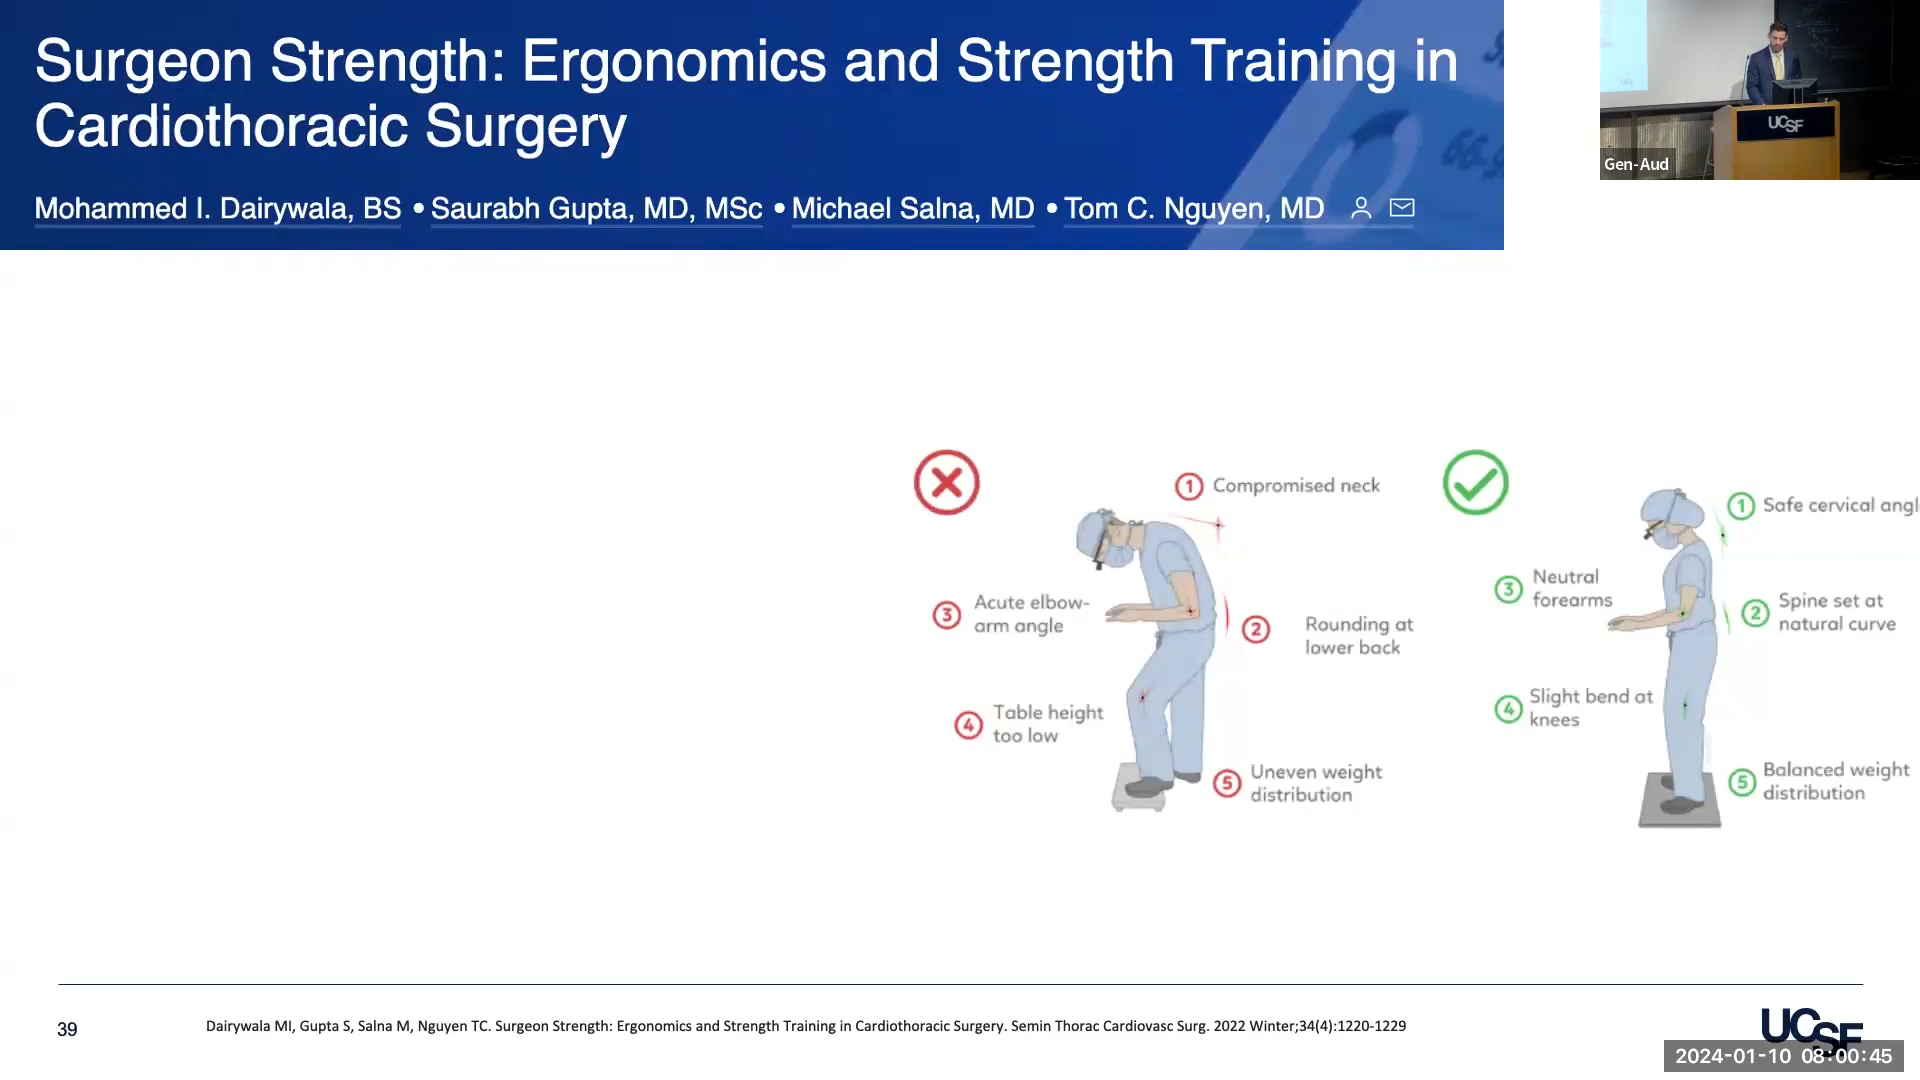 Surgeon Strength: Ergonomics and Strength Training in
Cardiothoracic Surgery
Mohammed I. Dairywala, BS • Saurabh Gupta, MD, MSc • Michael Salna, MD • Tom C. Nguyen, MD
UCSF
Gen-Aud
1 Compromised neck
3 Acute elbow-
arm angle
2 Rounding at
lower back
4 Table height
too low
5 Uneven weight
distribution
1 Safe cervical angl
3 Neutral
forearms
2 Spine set at
natural curve
4 Slight bend at
knees
5 Balanced weight
distribution
39
Dairywala MI, Gupta S, Salna M, Nguyen TC. Surgeon Strength: Ergonomics and Strength Training in Cardiothoracic Surgery. Semin Thorac Cardiovasc Surg. 2022 Winter;34(4):1220-1229
UCSF
2024-01-10 08:00:45